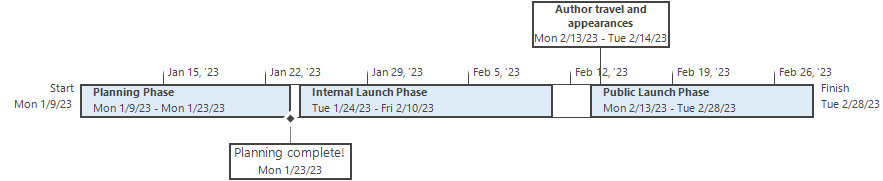 Author travel and
appearances
Mon 2/13/23 - Tue 2/14/23
Jan 15, '23
Jan 22, '23
Jan 29, '23
Feb 5, '23
Feb 12, '23
Feb 19, '23
Feb 26, '23
Start
Mon 1/9/23
Planning Phase
Mon 1/9/23 - Mon 1/23/23
Internal Launch Phase
Tue 1/24/23 - Fri 2/10/23
Public Launch Phase
Mon 2/13/23 - Tue 2/28/23
Finish
Tue 2/28/23
Planning complete!
Mon 1/23/23